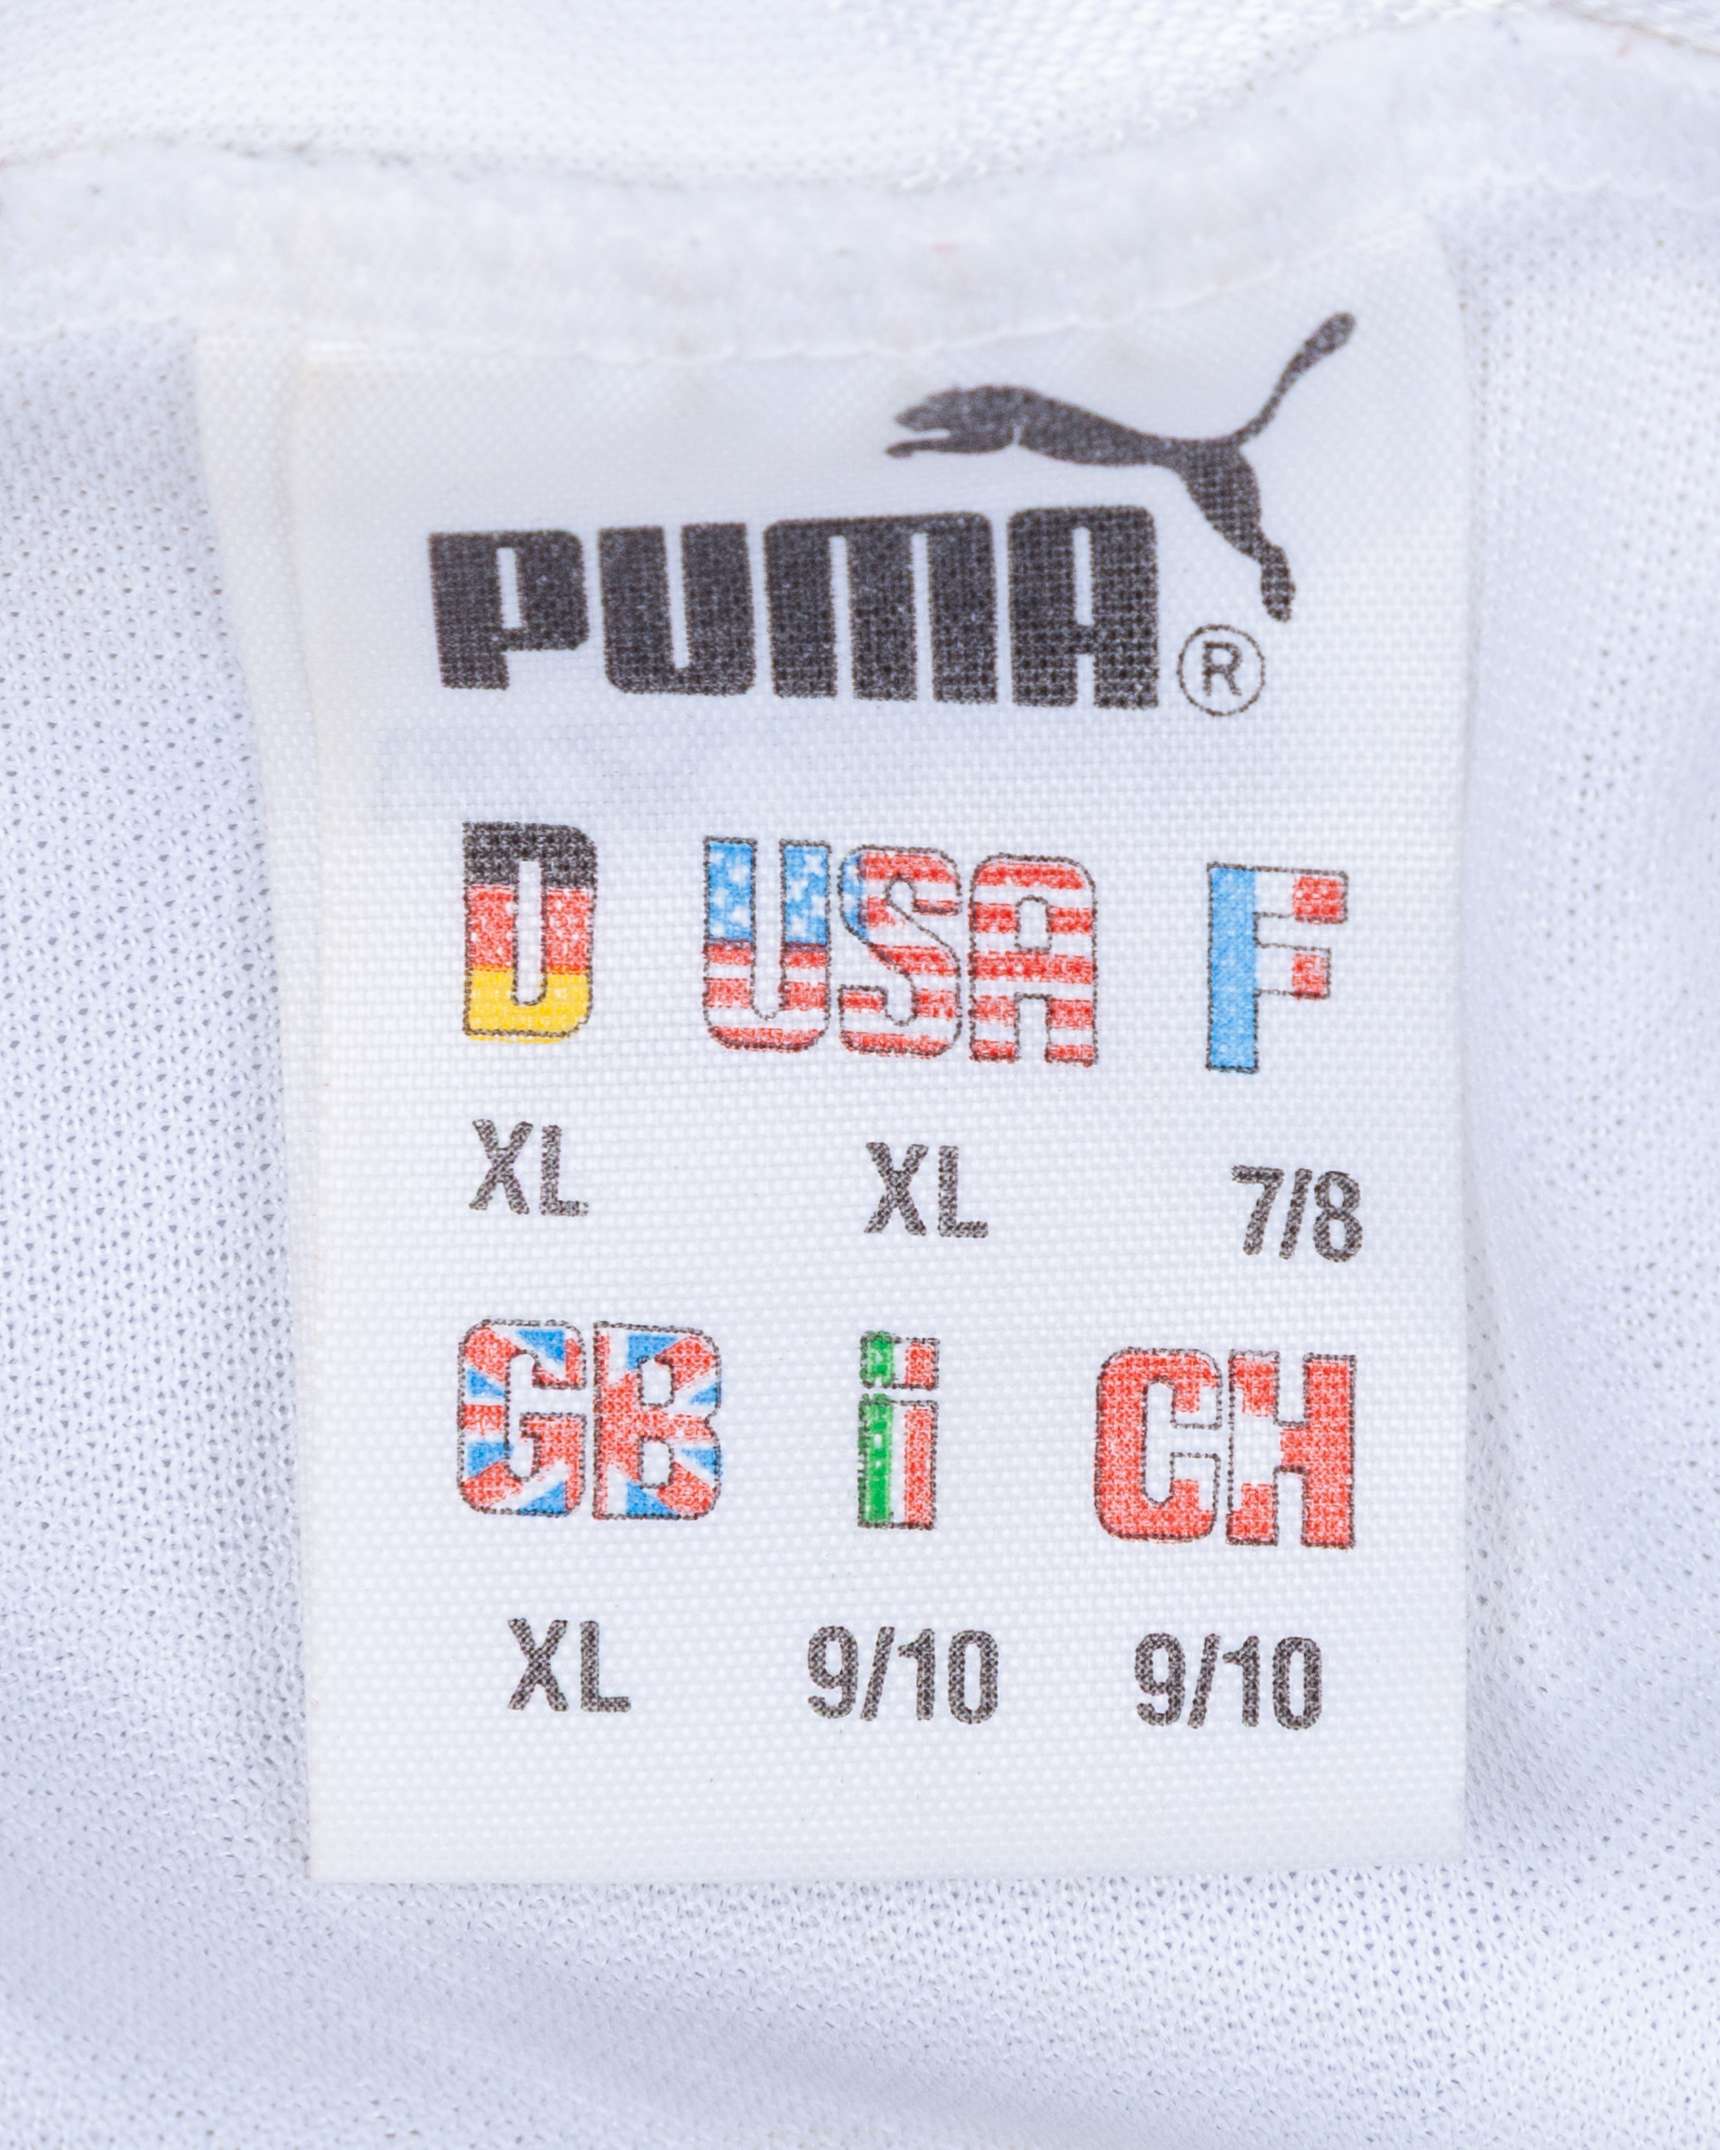 PUMA®
D USA F
XL XL 7/8
GB i CH
XL 9/10 9/10